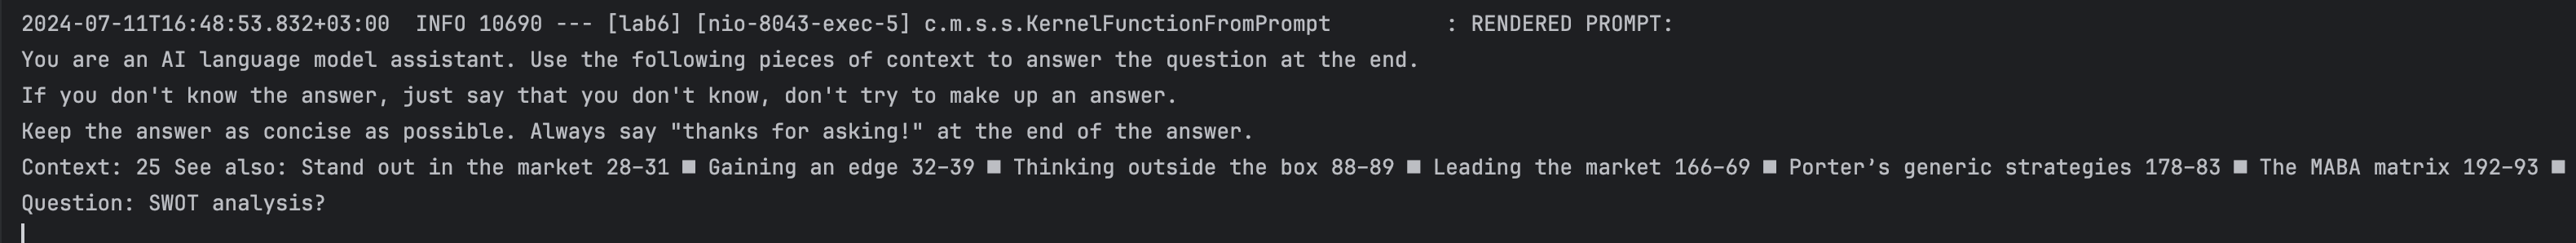 2024-07-11T16:48:53.832+03:00  INFO 10690 --- [lab6] [nio-8043-exec-5] c.m.s.s.KernelFunctionFromPrompt         : RENDERED PROMPT:
You are an AI language model assistant. Use the following pieces of context to answer the question at the end.
If you don't know the answer, just say that you don't know, don't try to make up an answer.
Keep the answer as concise as possible. Always say "thanks for asking!" at the end of the answer.
Context: 25 See also: Stand out in the market 28–31 ■ Gaining an edge 32–39 ■ Thinking outside the box 88–89 ■ Leading the market 166–69 ■ Porter’s generic strategies 178–83 ■ The MABA matrix 192–93 ■
Question: SWOT analysis?